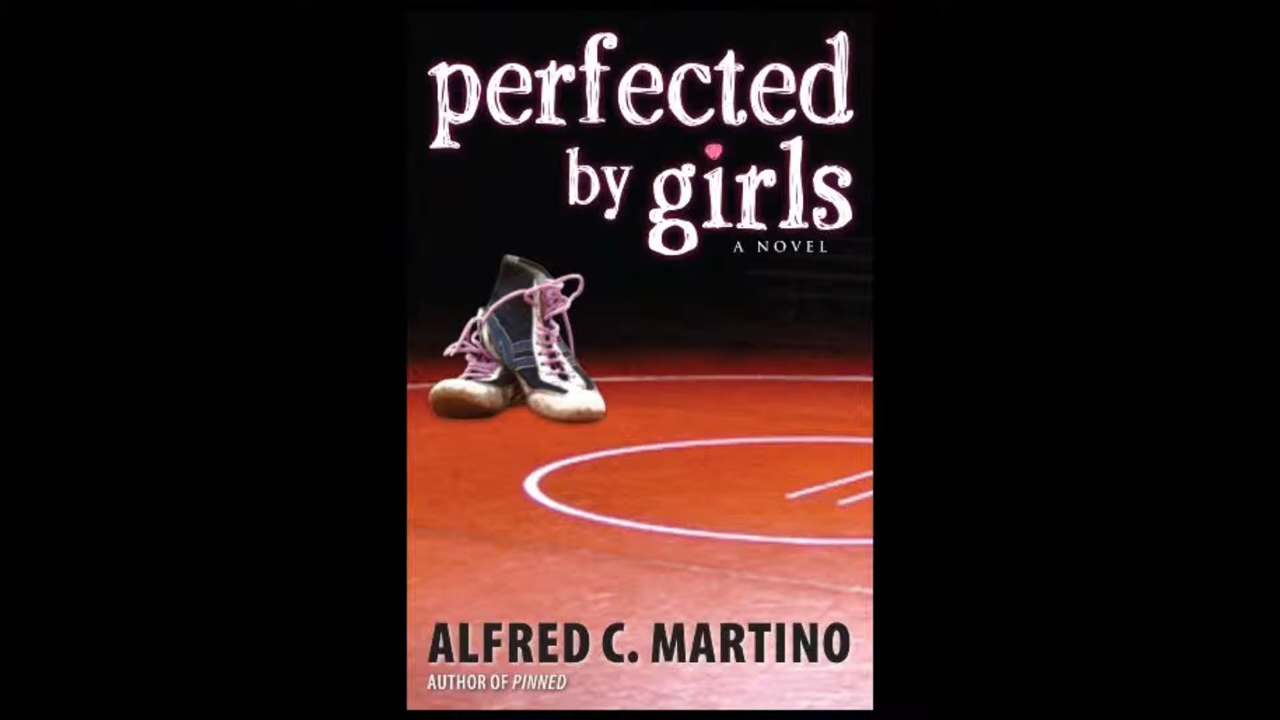 perfected
by girls
A NOVEL
ALFRED C. MARTINO
AUTHOR OF PINNED